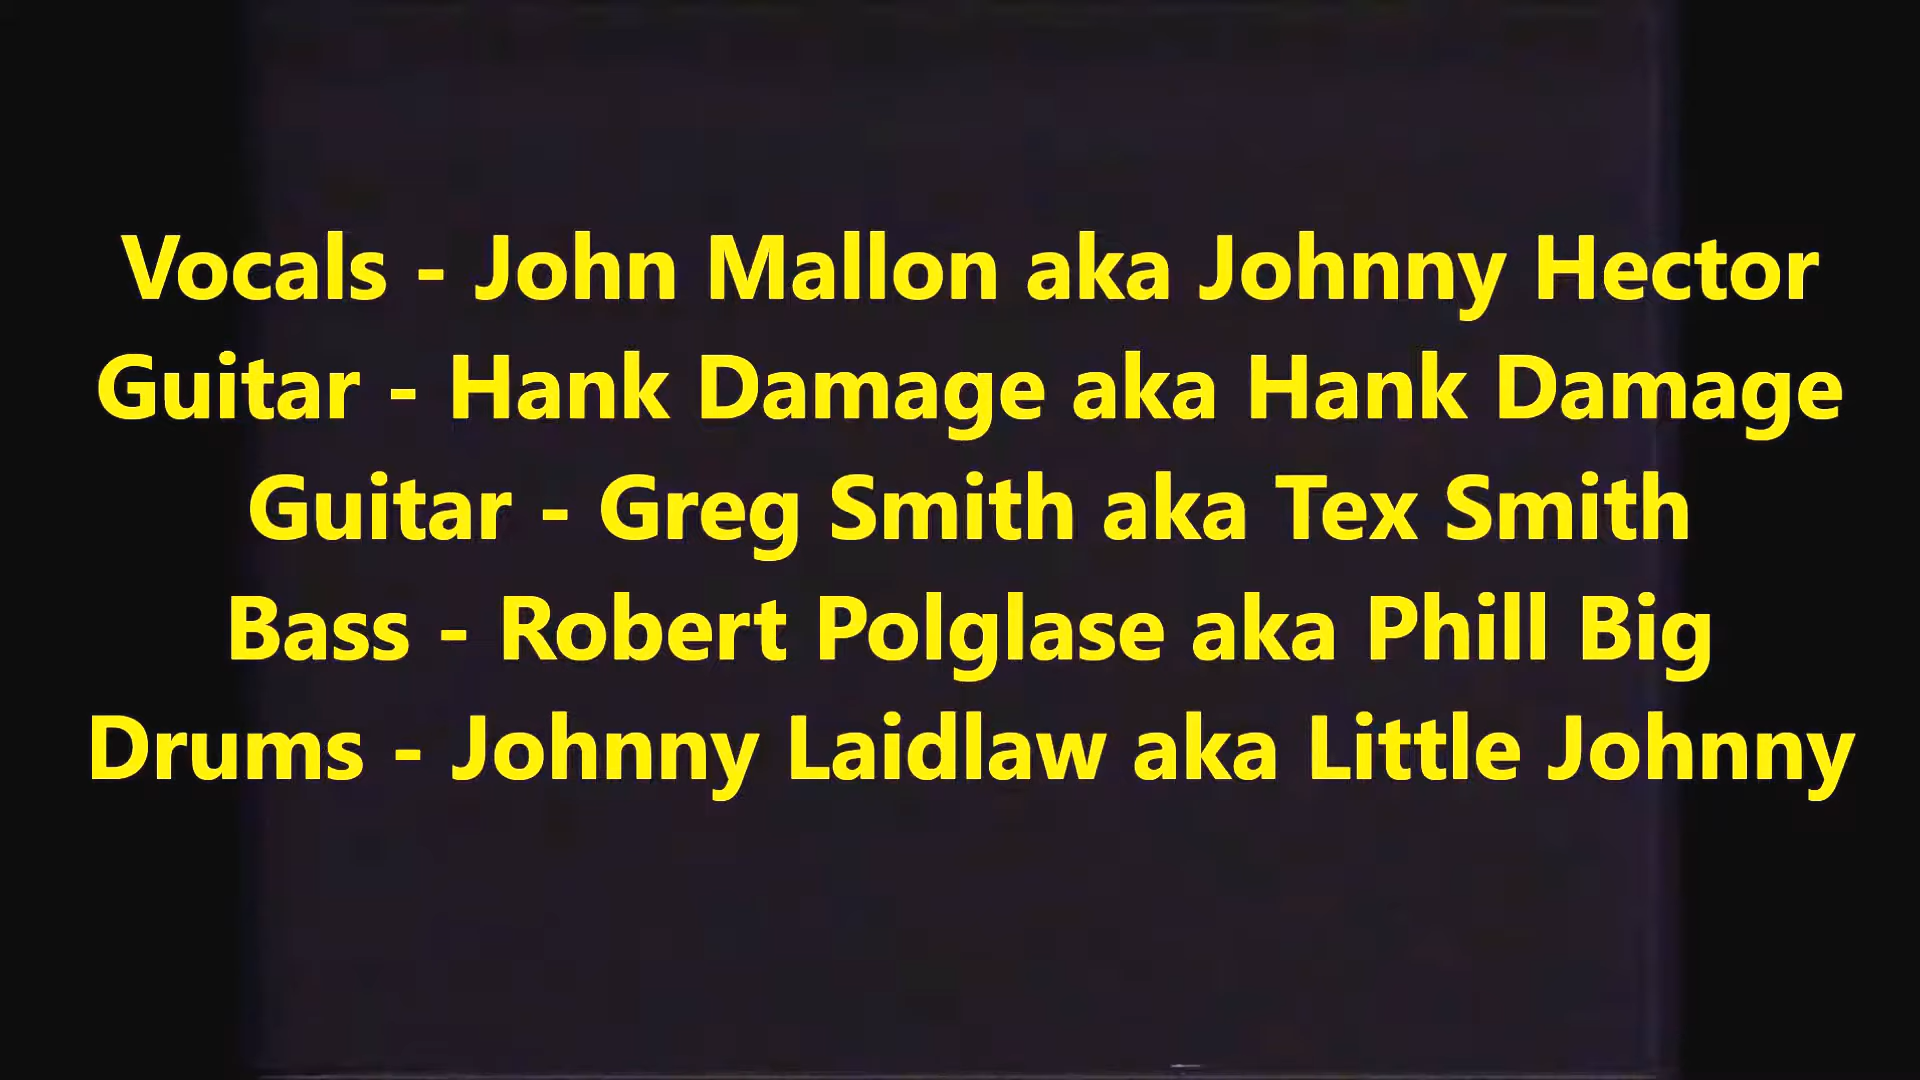 Vocals - John Mallon aka Johnny Hector
Guitar - Hank Damage aka Hank Damage
Guitar - Greg Smith aka Tex Smith
Bass - Robert Polglase aka Phill Big
Drums - Johnny Laidlaw aka Little Johnny